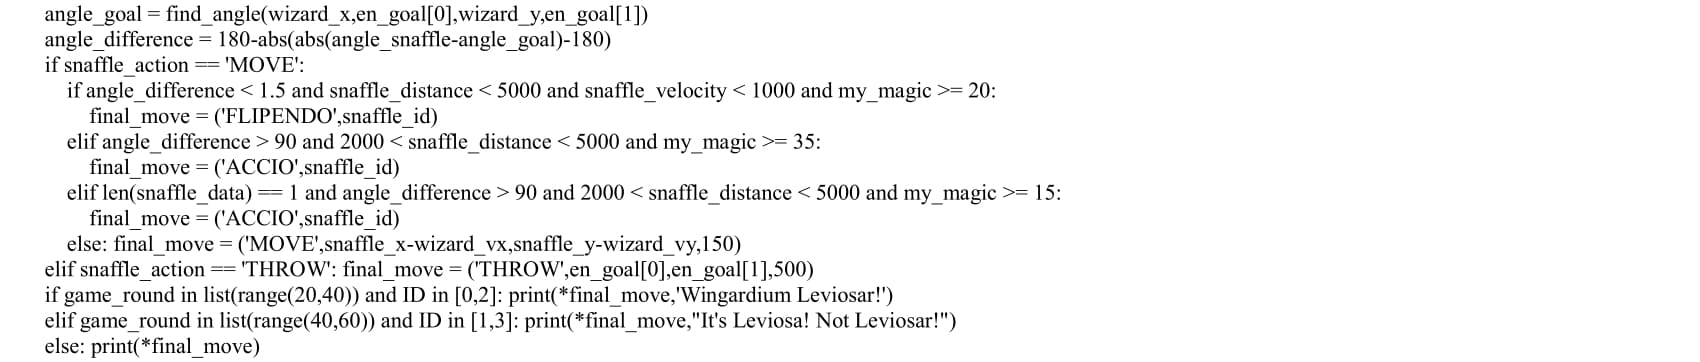 angle_goal = find_angle(wizard_x,en_goal[0],wizard_y,en_goal[1])
angle_difference = 180-abs(abs(angle_snaffle-angle_goal)-180)
if snaffle_action == 'MOVE':
if angle_difference < 1.5 and snaffle_distance < 5000 and snaffle_velocity < 1000 and my_magic >= 20:
final_move = ('FLIPENDO',snaffle_id)
elif angle_difference > 90 and 2000 < snaffle_distance < 5000 and my_magic >= 35:
final_move = ('ACCIO',snaffle_id)
elif len(snaffle_data) == 1 and angle_difference > 90 and 2000 < snaffle_distance < 5000 and my_magic >= 15:
final_move = ('ACCIO',snaffle_id)
else: final_move = ('MOVE',snaffle_x-wizard_vx,snaffle_y-wizard_vy,150)
elif snaffle_action == 'THROW': final_move = ('THROW',en_goal[0],en_goal[1],500)
if game_round in list(range(20,40)) and ID in [0,2]: print(*final_move,'Wingardium Leviosar!')
elif game_round in list(range(40,60)) and ID in [1,3]: print(*final_move,"It's Leviosa! Not Leviosar!")
else: print(*final_move)